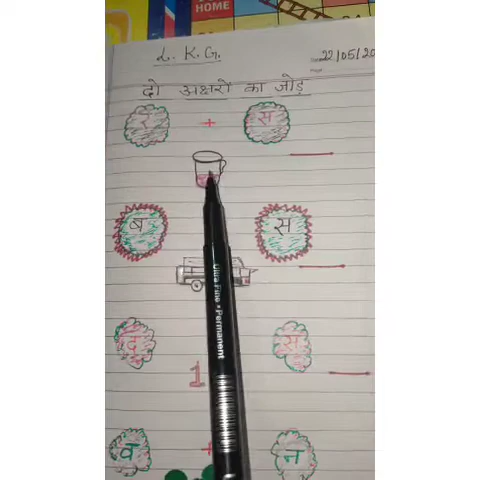 HOME
L. K. G. 22/05/20
दो अक्षरों का जोड़
र + स
ब स
Ultra Fine • Permanent
द स
1
व + न